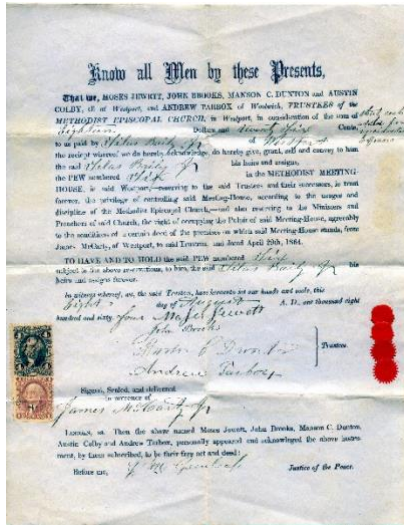 Know all Men by these Presents,
That we, MOSES JEWETT, JOHN BROOKS, MANSON C. DUNTON and AUSTIN
COLBY, all of Westport, and ANDREW TARBOX of Woolwich, TRUSTEES of the
METHODIST EPISCOPAL CHURCH, in Westport, in consideration of the sum of
Eighteen Dollars and twenty five Cents
to us paid by Silas Baily Jr of Westport
the receipt whereof we do hereby acknowledge, do hereby give, grant, sell and convey to him
the said Silas Baily Jr his heirs and assigns,
the PEW numbered Six in the METHODIST MEETING-
HOUSE, in said Westport,—reserving to the said Trustees and their successors, in trust
forever, the privilege of controling said Meeting-House, according to the usages and
discipline of the Methodist Episcopal Church,—and also reserving to the Ministers and
Preachers of said Church, the right of occupying the Pulpit of said Meeting-House, agreeably
to the conditions of a certain deed of the premises on which said Meeting-House stands, from
James McCarty, of Westport, to said Trustees, and dated April 29th, 1864.
TO HAVE AND TO HOLD the said PEW numbered Six
subject to the above reservations, to him, the said Silas Baily Jr his
heirs and assigns forever.
In witness whereof, we, the said Trustees, have hereunto set our hands and seals, this
Eight day of August A. D., one thousand eight
hundred and sixty four Moses Jewett
John Brooks
Dunton
Andrew Tarbox
Trustees.
Signed, Sealed, and delivered
in presence of
James McCarty Jr
LINCOLN, ss. Then the above named Moses Jewett, John Brooks, Manson C. Dunton,
Austin Colby and Andrew Tarbox, personally appeared and acknowledged the above instru-
ment, by them subscribed, to be their free act and deed:
Before me, Justice of the Peace.